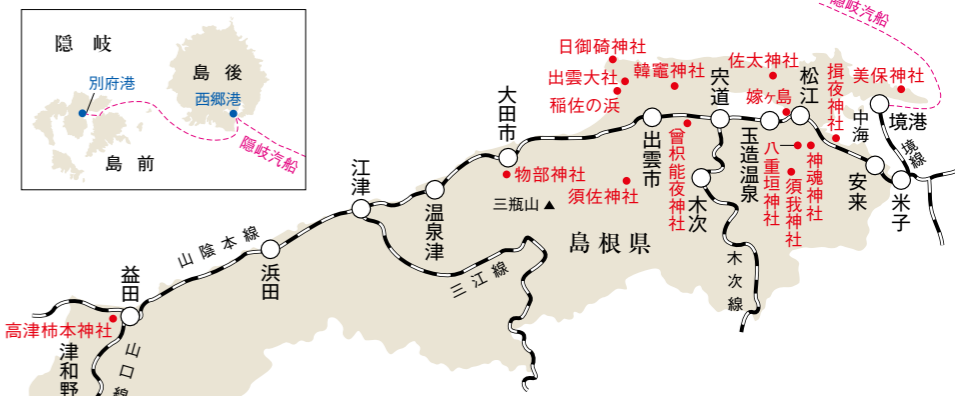 隠岐
別府港
島後
西郷港
島前
隠岐汽船
隠岐汽船
日御碕神社
出雲大社
稲佐の浜
韓竈神社
佐太神社
宍道
松江
嫁ヶ島
揖夜神社
美保神社
境港
中海
境線
大田市
出雲市
曾枳能夜神社
玉造温泉
八重垣神社
神魂神社
須我神社
安来
米子
江津
温泉津
物部神社
三瓶山
須佐神社
木次
島根県
木次線
三江線
山陰本線
浜田
益田
高津柿本神社
津和野
山口線